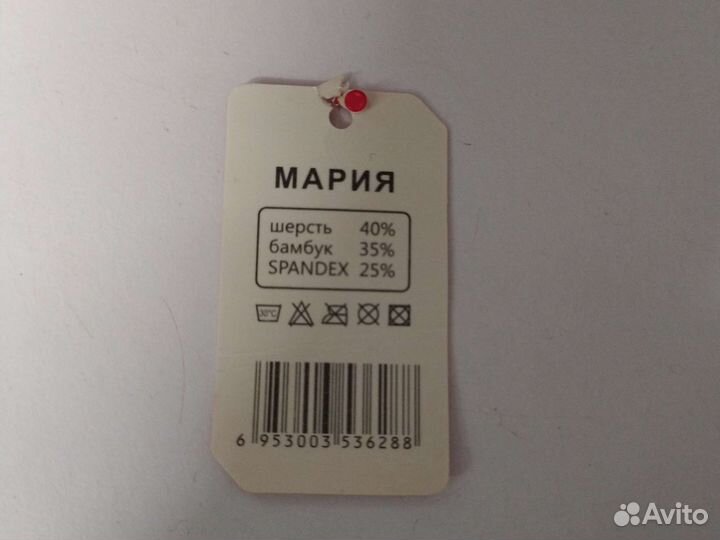 МАРИЯ
шерсть 40%
бамбук 35%
SPANDEX 25%
30°C
6 953003 536288
Avito